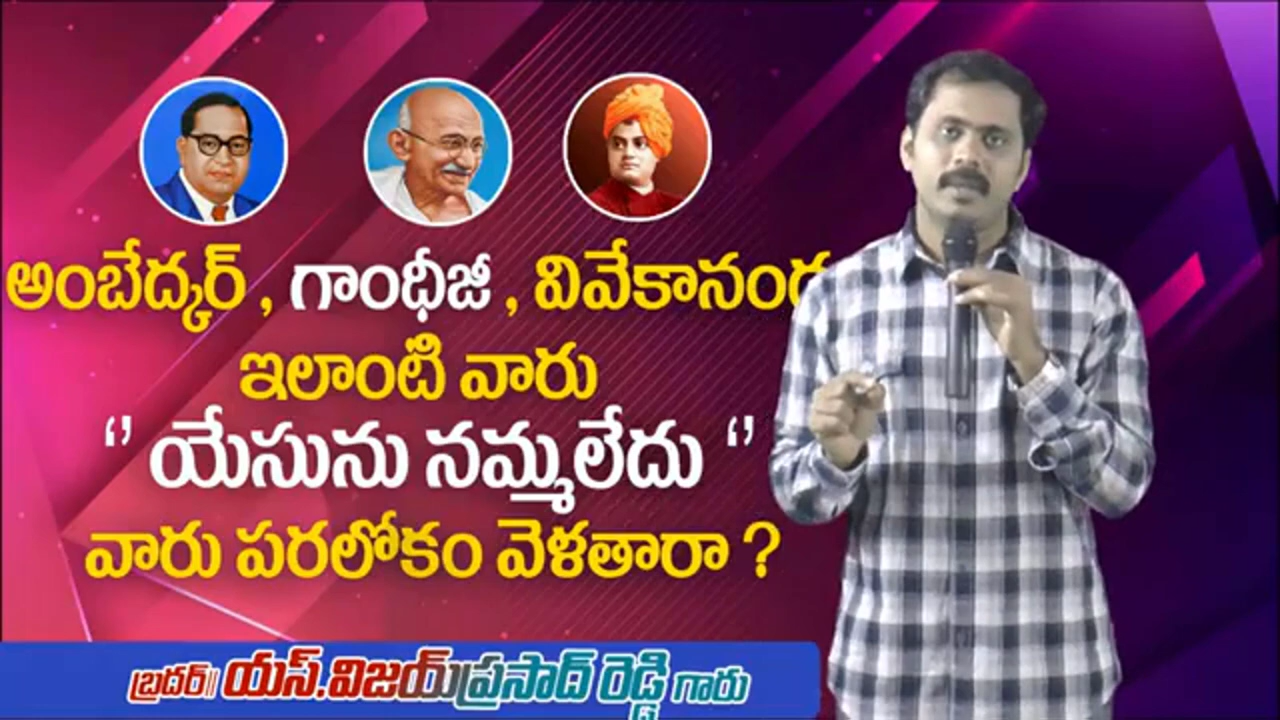 అంబేద్కర్ , గాంధీజీ , వివేకానంద
ఇలాంటి వారు
“ యేసును నమ్మలేదు “
వారు పరలోకం వెళతారా ?
బ్రదర్॥ యస్.విజయ్‌ప్రసాద్ రెడ్డి గారు